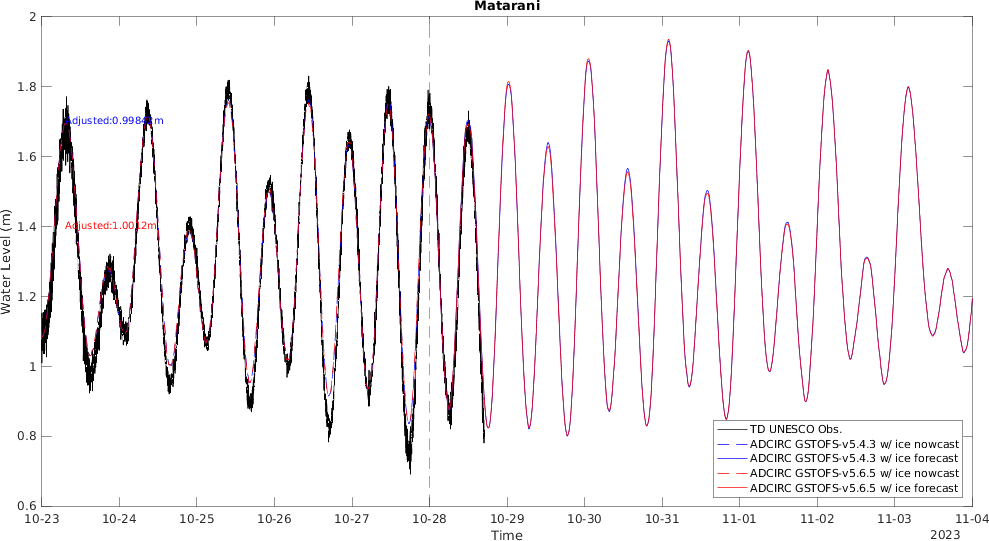 Matarani
Water Level (m)
2
1.8
1.6
1.4
1.2
1
0.8
0.6
Adjusted:0.9984 m
Adjusted:1.0012m
TD UNESCO Obs.
ADCIRC GSTOFS-v5.4.3 w/ ice nowcast
ADCIRC GSTOFS-v5.4.3 w/ ice forecast
ADCIRC GSTOFS-v5.6.5 w/ ice nowcast
ADCIRC GSTOFS-v5.6.5 w/ ice forecast
10-23 10-24 10-25 10-26 10-27 10-28 10-29 10-30 10-31 11-01 11-02 11-03 11-04
Time
2023